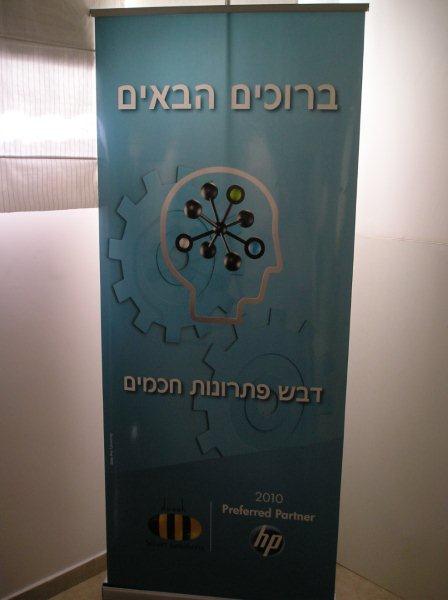 ברוכים הבאים
דבש פתרונות חכמים
2010
Preferred Partner
hp